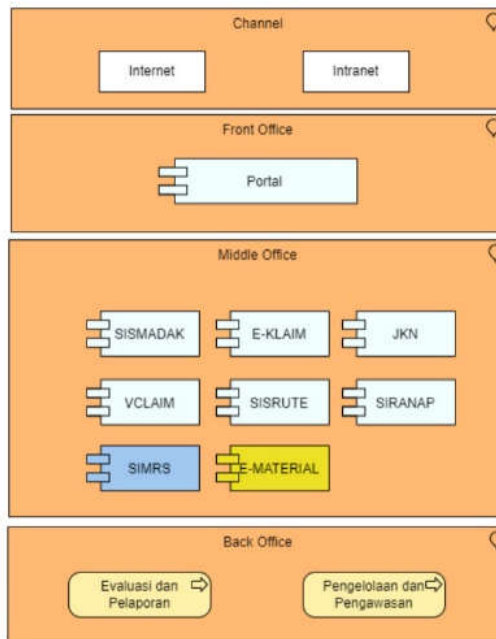 Channel
Internet
Intranet
Front Office
Portal
Middle Office
SISMADAK
E-KLAIM
JKN
VCLAIM
SISRUTE
SIRANAP
SIMRS
E-MATERIAL
Back Office
Evaluasi dan
Pelaporan
Pengelolaan dan
Pengawasan